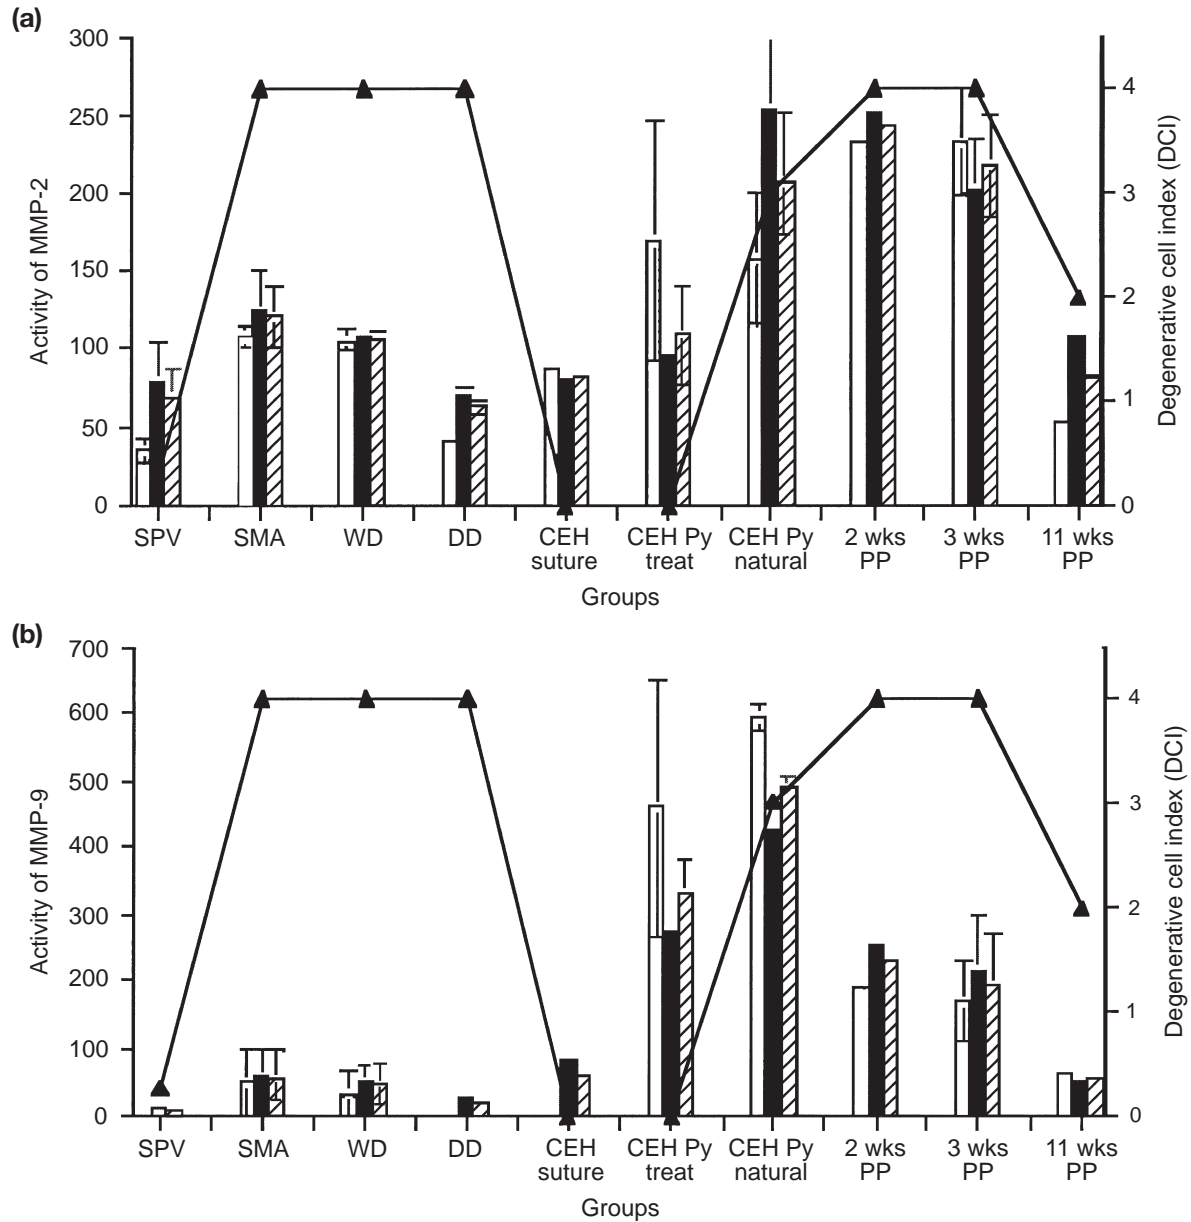 (a)
300
250
200
150
100
50
0
Activity of MMP-2
4
3
2
1
0
Degenerative cell index (DCI)
SPV SMA WD DD CEH CEH Py CEH Py 2 wks 3 wks 11 wks
suture treat natural PP PP PP
Groups
(b)
700
600
500
400
300
200
100
0
Activity of MMP-9
4
3
2
1
0
Degenerative cell index (DCI)
SPV SMA WD DD CEH CEH Py CEH Py 2 wks 3 wks 11 wks
suture treat natural PP PP PP
Groups